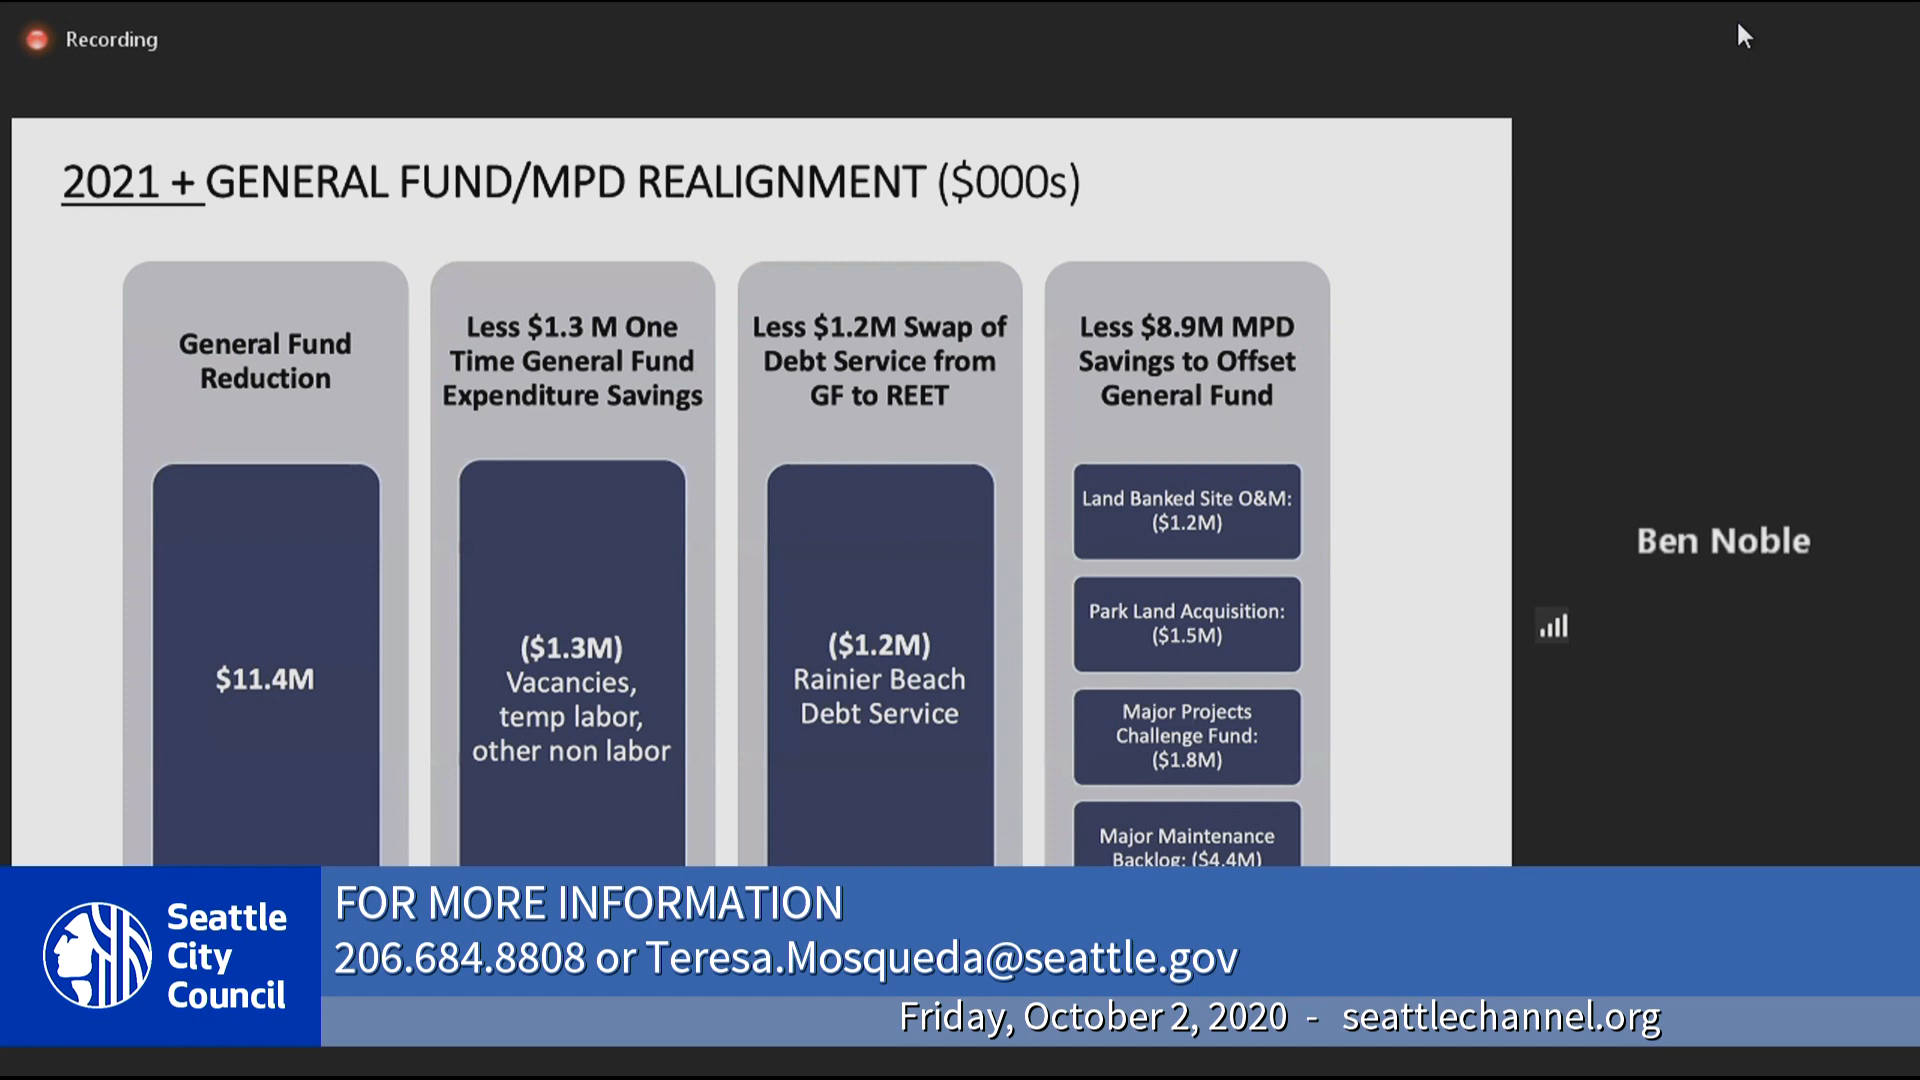 Recording
2021 + GENERAL FUND/MPD REALIGNMENT ($000s)
General Fund
Reduction
$11.4M
Less $1.3 M One
Time General Fund
Expenditure Savings
($1.3M)
Vacancies,
temp labor,
other non labor
Less $1.2M Swap of
Debt Service from
GF to REET
($1.2M)
Rainier Beach
Debt Service
Less $8.9M MPD
Savings to Offset
General Fund
Land Banked Site O&M:
($1.2M)
Park Land Acquisition:
($1.5M)
Major Projects
Challenge Fund:
($1.8M)
Major Maintenance
Backlog: ($4.4M)
Ben Noble
Seattle
City
Council
FOR MORE INFORMATION
206.684.8808 or Teresa.Mosqueda@seattle.gov
Friday, October 2, 2020 - seattlechannel.org